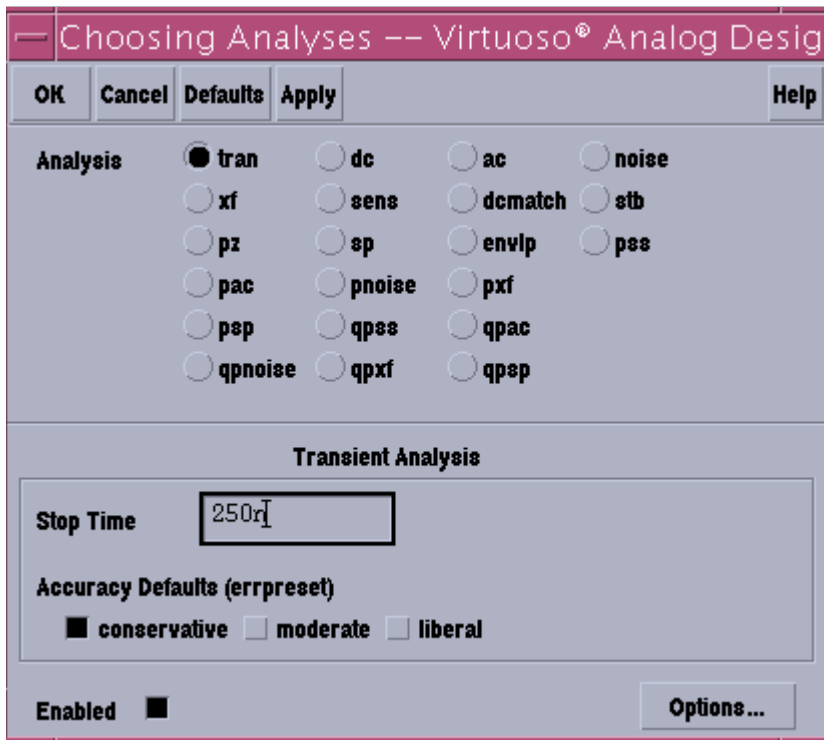 Choosing Analyses -- Virtuoso® Analog Desig
OK Cancel Defaults Apply Help
Analysis tran dc ac noise
xf sens dcmatch stb
pz sp envlp pss
pac pnoise pxf
psp qpss qpac
qpnoise qpxf qpsp
Transient Analysis
Stop Time 250n
Accuracy Defaults (errpreset)
conservative moderate liberal
Enabled Options...